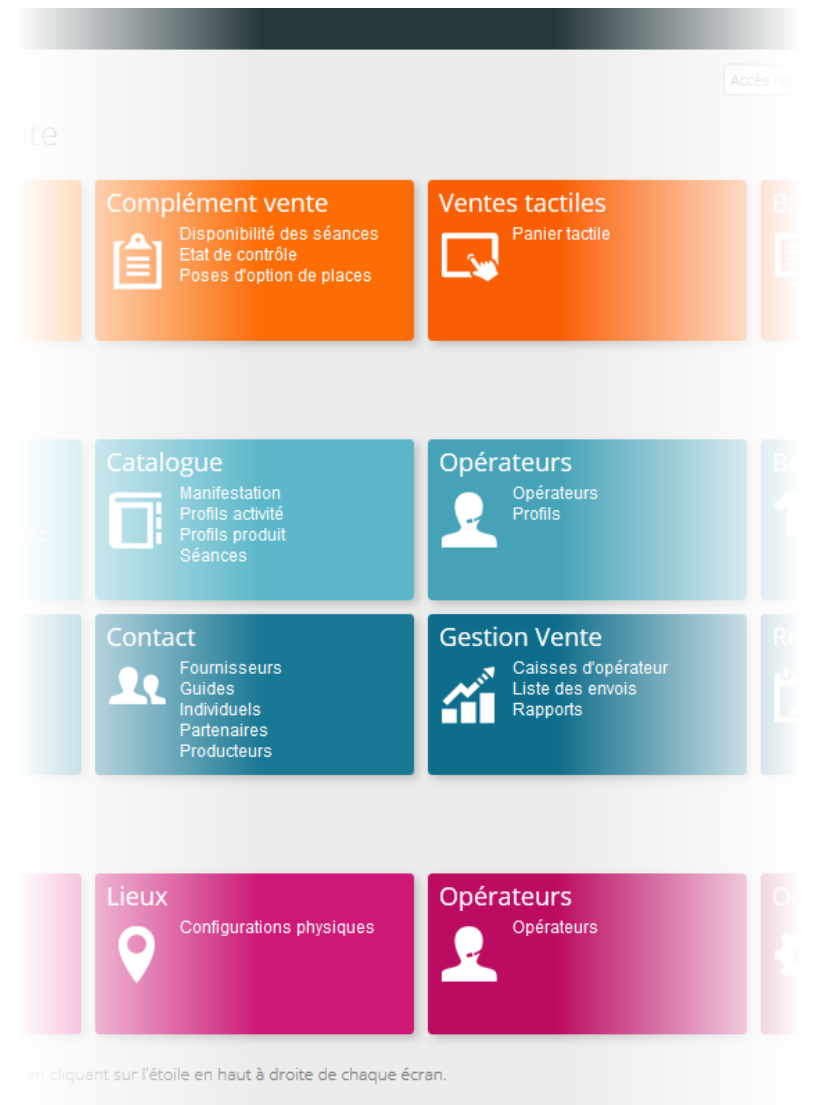 Accès
Complément vente
Disponibilité des séances
Etat de contrôle
Poses d'option de places
Ventes tactiles
Panier tactile
Catalogue
Manifestation
Profils activité
Profils produit
Séances
Opérateurs
Opérateurs
Profils
Contact
Fournisseurs
Guides
Individuels
Partenaires
Producteurs
Gestion Vente
Caisses d'opérateur
Liste des envois
Rapports
Lieux
Configurations physiques
Opérateurs
Opérateurs
en cliquant sur l'étoile en haut à droite de chaque écran.